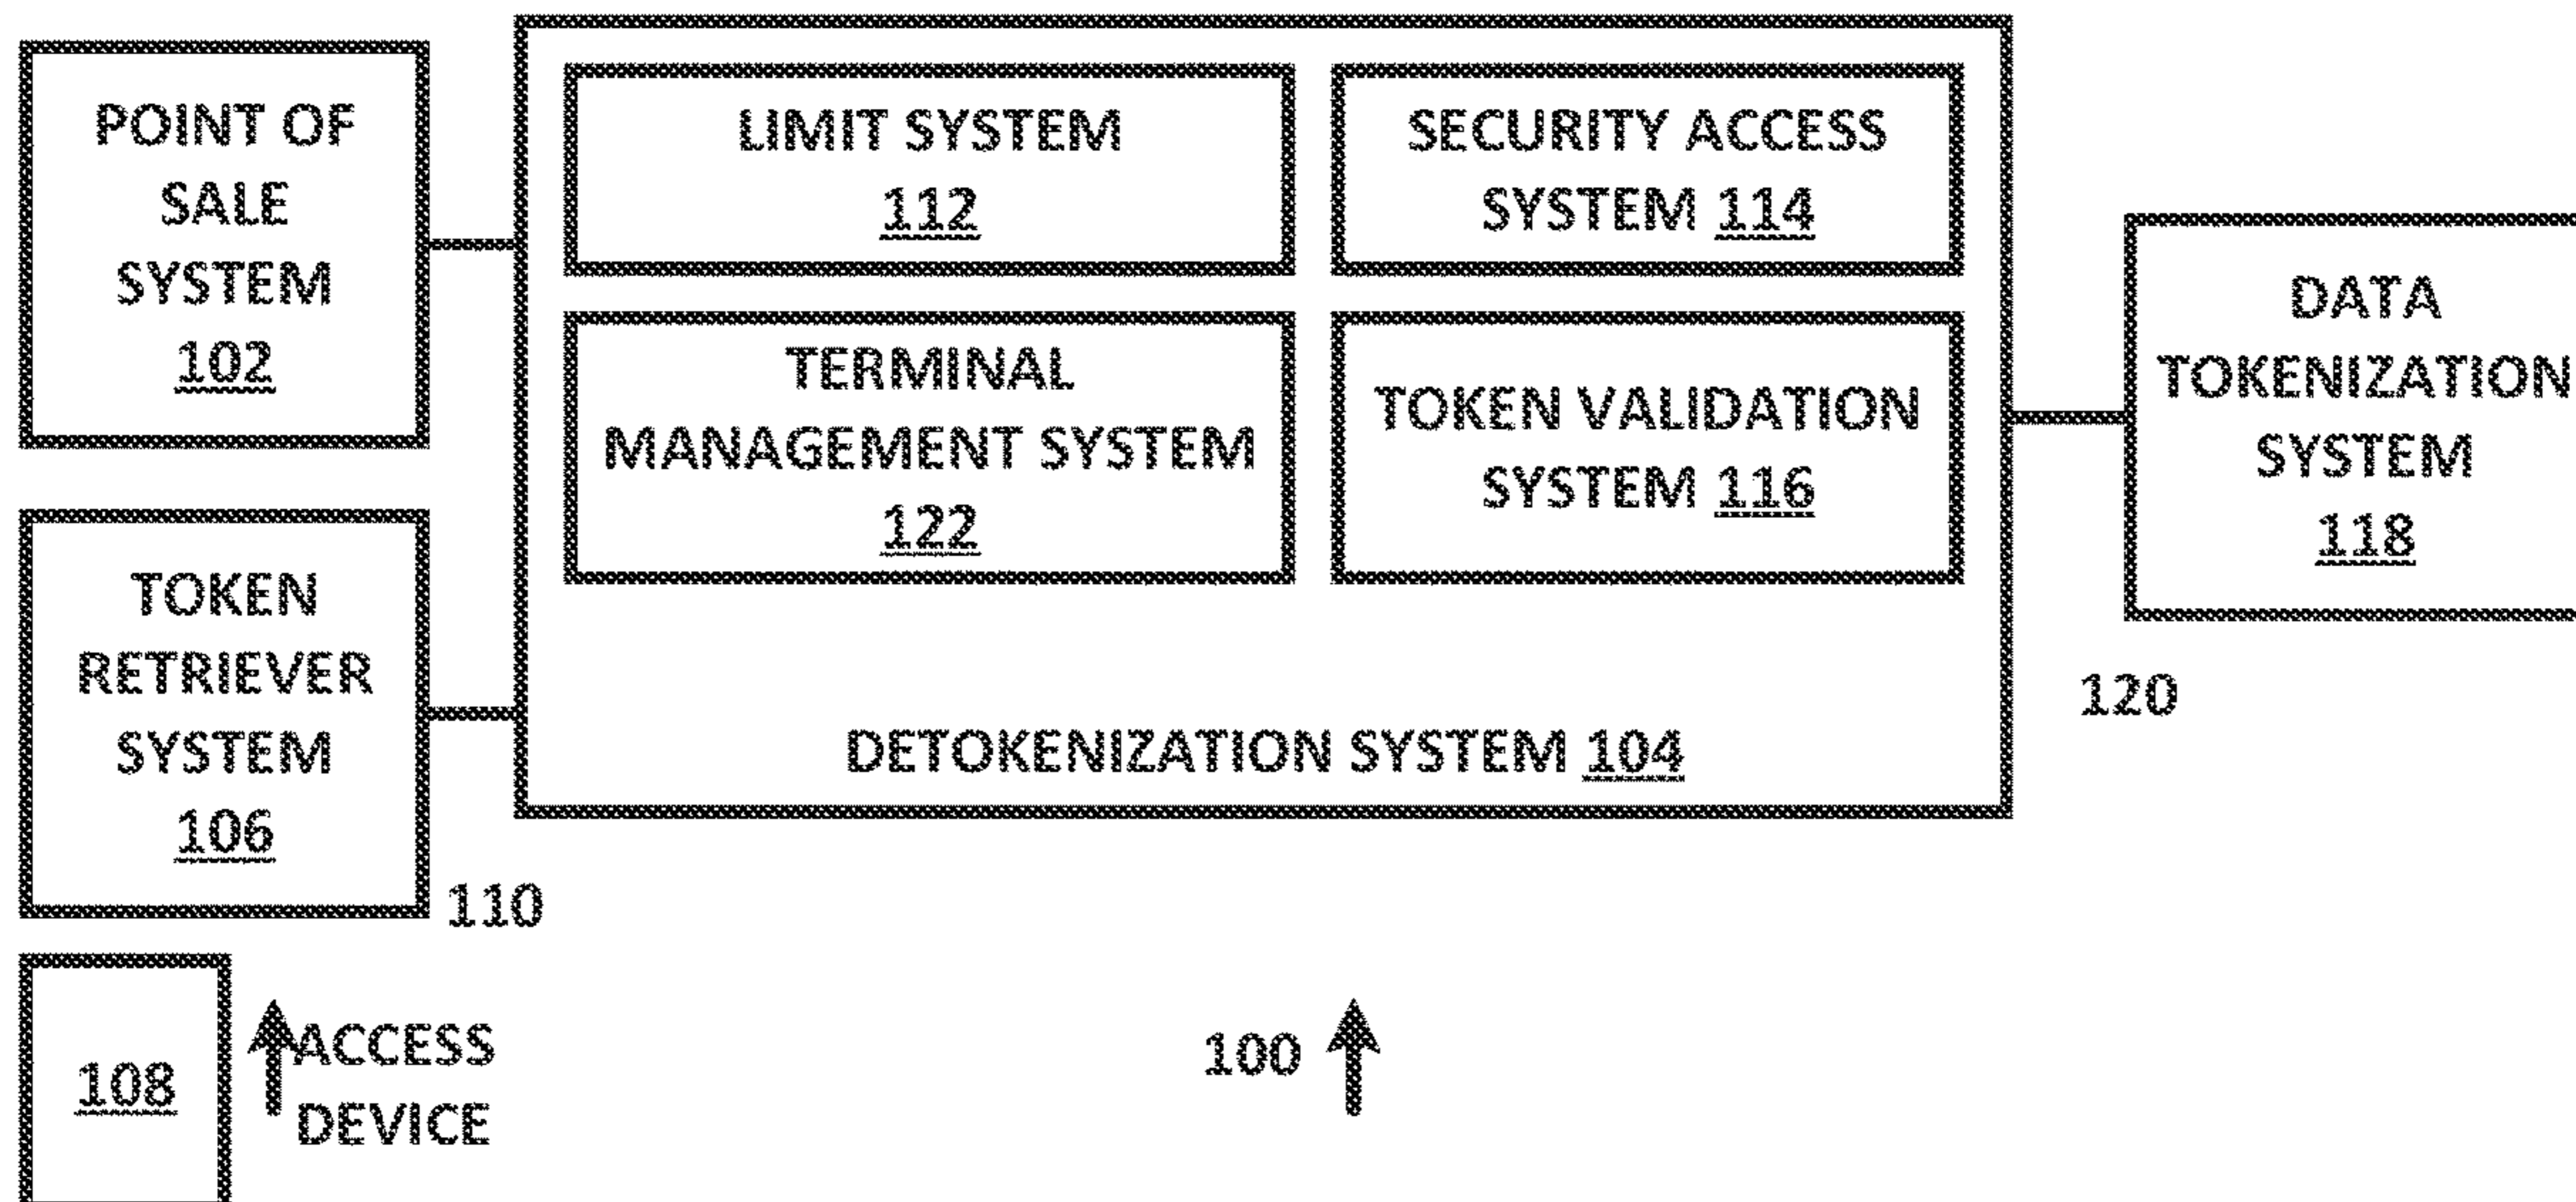 POINT OF
SALE
SYSTEM
102
LIMIT SYSTEM
112
SECURITY ACCESS
SYSTEM 114
TERMINAL
MANAGEMENT SYSTEM
122
TOKEN VALIDATION
SYSTEM 116
DATA
TOKENIZATION
SYSTEM
118
TOKEN
RETRIEVER
SYSTEM
106
DETOKENIZATION SYSTEM 104
120
110
108
ACCESS
DEVICE
100